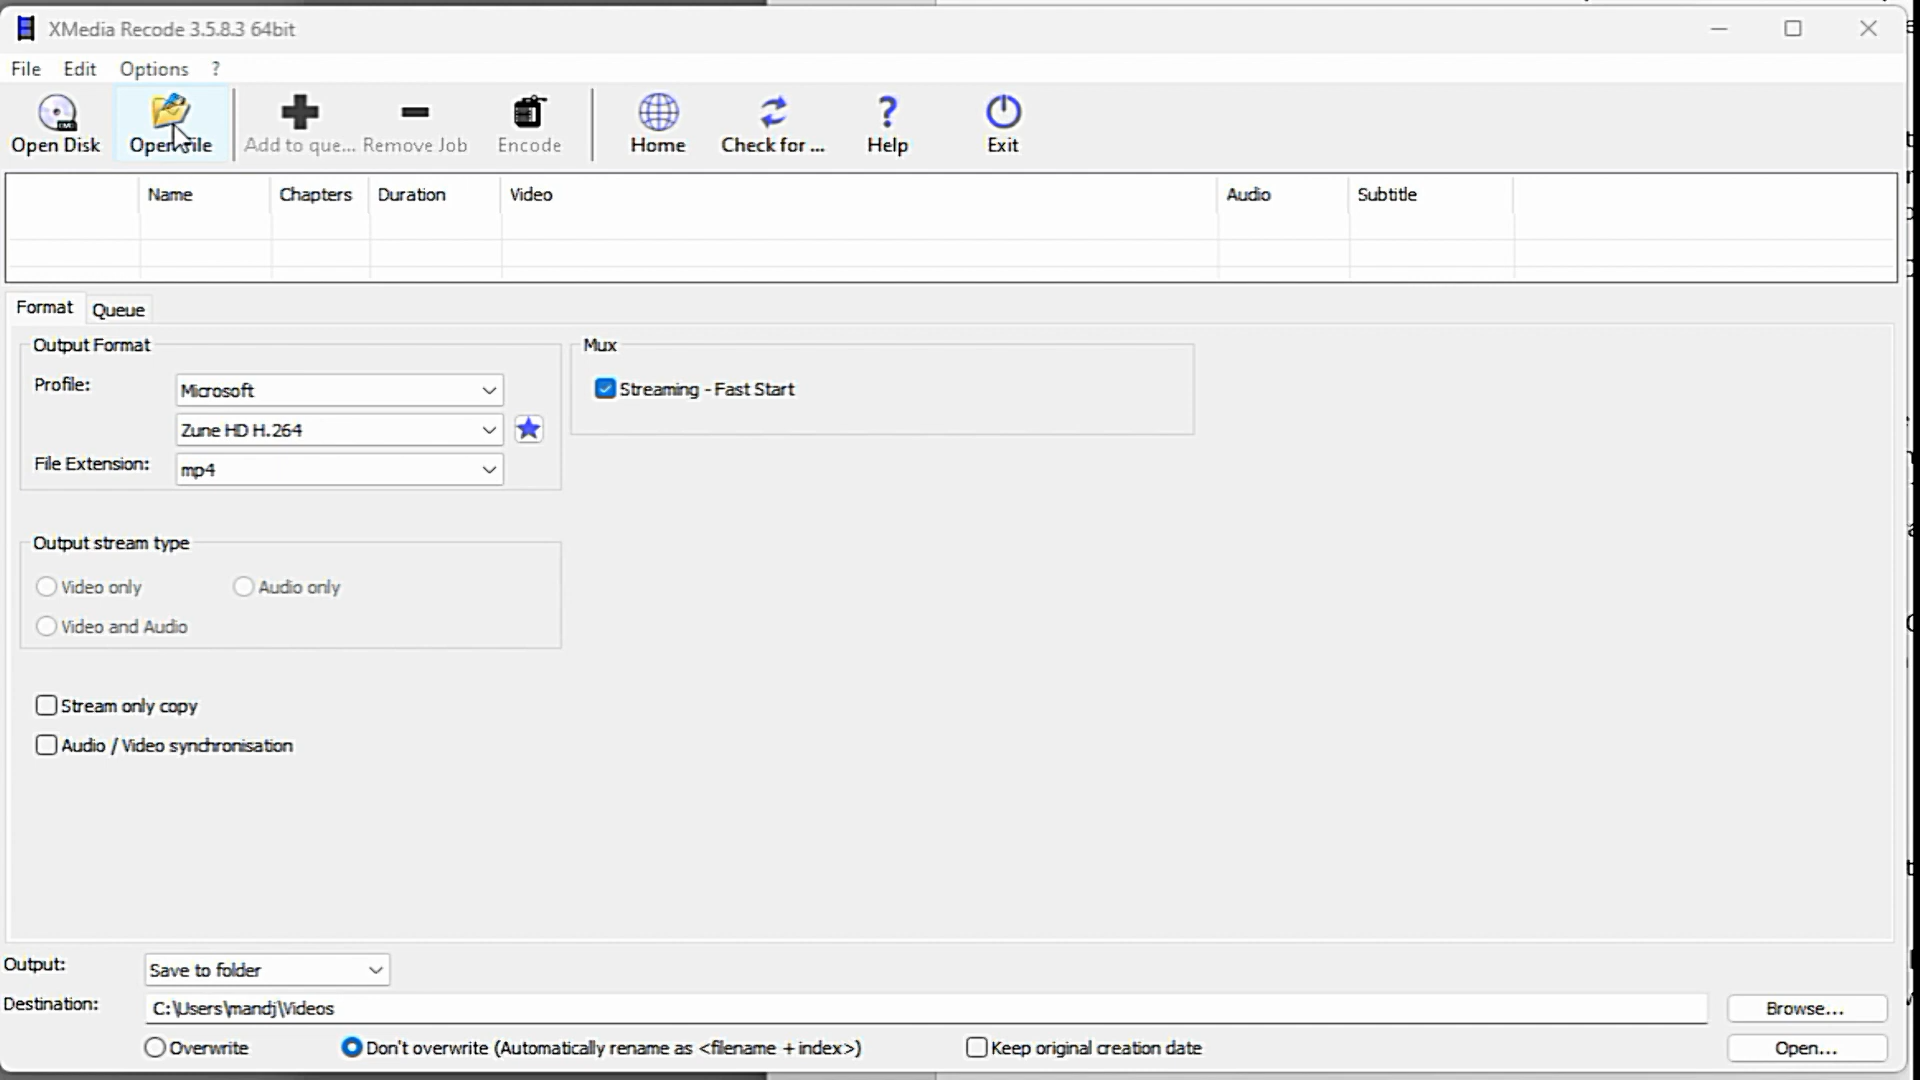 XMedia Recode 3.5.8.3 64bit
File Edit Options ?
Open Disk Open File Add to que... Remove Job Encode Home Check for ... Help Exit
Name Chapters Duration Video Audio Subtitle
Format Queue
Output Format Mux
Profile: Microsoft Streaming - Fast Start
Zune HD H.264
File Extension: mp4
Output stream type
Video only Audio only
Video and Audio
Stream only copy
Audio / Video synchronisation
Output: Save to folder
Destination: C:\Users\mandj\Videos Browse...
Overwrite Don't overwrite (Automatically rename as <filename + index>) Keep original creation date Open...